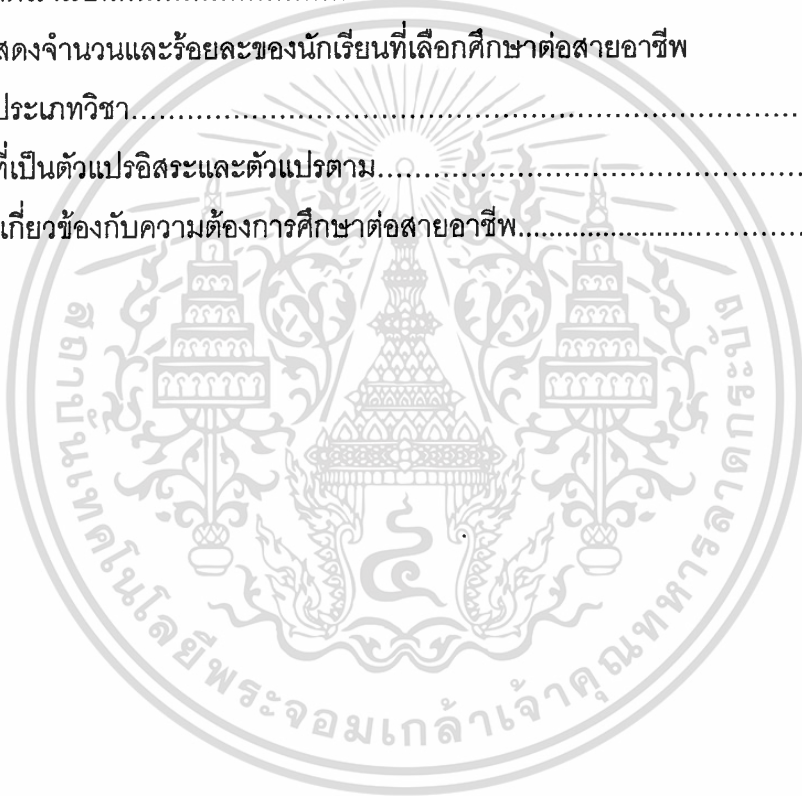 สดงจำนวนและร้อยละของนักเรียนที่เลือกศึกษาต่อสายอาชีพ
ประเภทวิชา......................................................................
ที่เป็นตัวแปรอิสระและตัวแปรตาม.............................................
เกี่ยวข้องกับความต้องการศึกษาต่อสายอาชีพ................................
สถาบันเทคโนโลยีพระจอมเกล้าเจ้าคุณทหารลาดกระบัง